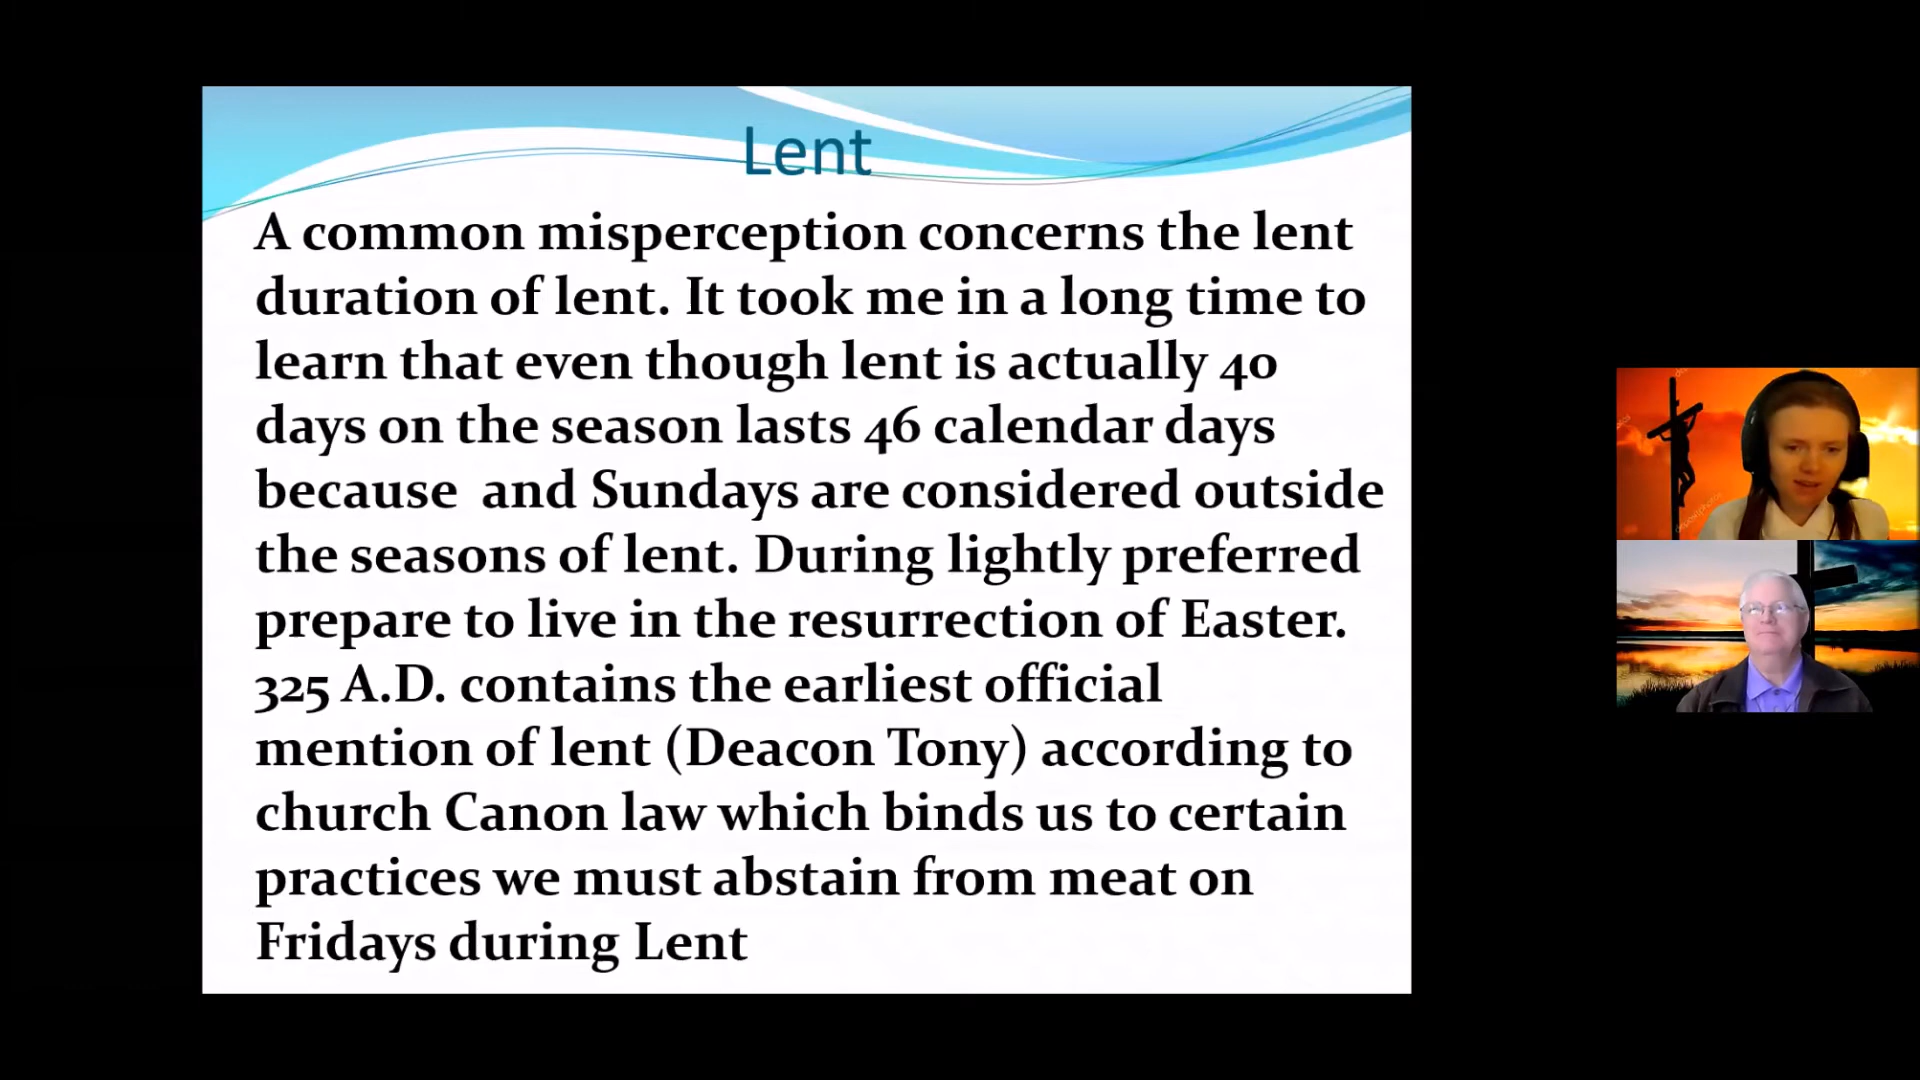 Lent
A common misperception concerns the lent
duration of lent. It took me in a long time to
learn that even though lent is actually 40
days on the season lasts 46 calendar days
because  and Sundays are considered outside
the seasons of lent. During lightly preferred
prepare to live in the resurrection of Easter.
325 A.D. contains the earliest official
mention of lent (Deacon Tony) according to
church Canon law which binds us to certain
practices we must abstain from meat on
Fridays during Lent